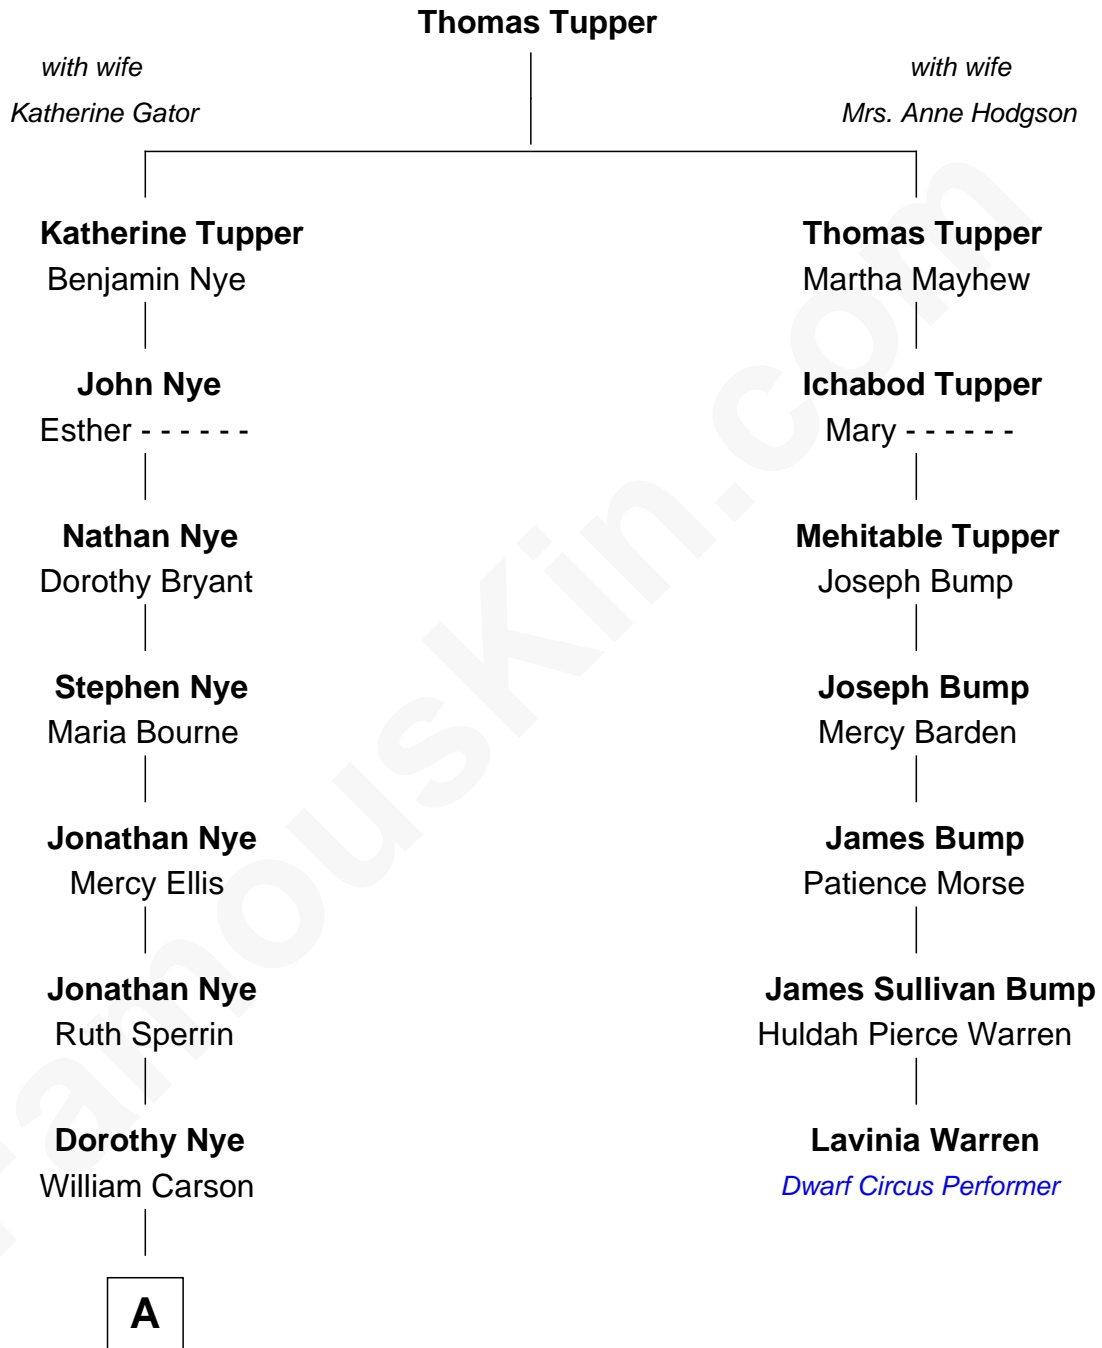 Thomas Tupper
with wife
Katherine Gator
with wife
Mrs. Anne Hodgson
Katherine Tupper
Benjamin Nye
Thomas Tupper
Martha Mayhew
John Nye
Esther - - - - - -
Ichabod Tupper
Mary - - - - - -
Nathan Nye
Dorothy Bryant
Mehitable Tupper
Joseph Bump
Stephen Nye
Maria Bourne
Joseph Bump
Mercy Barden
Jonathan Nye
Mercy Ellis
James Bump
Patience Morse
Jonathan Nye
Ruth Sperrin
James Sullivan Bump
Huldah Pierce Warren
Dorothy Nye
William Carson
Lavinia Warren
Dwarf Circus Performer
A
FamousKin.com